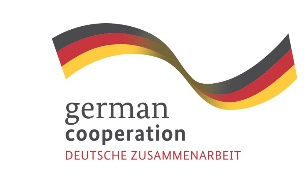 german
cooperation
DEUTSCHE ZUSAMMENARBEIT